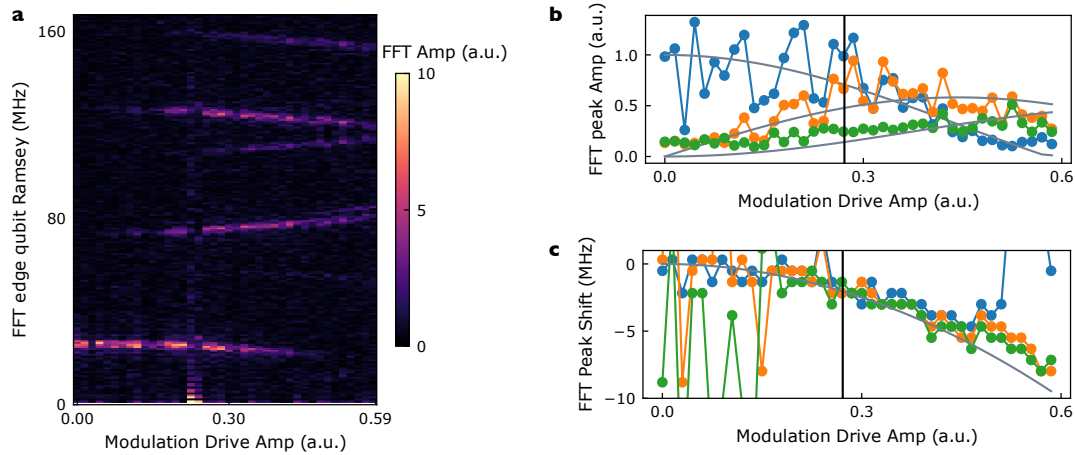 a
FFT edge qubit Ramsey (MHz)
160
80
0
0.00
0.30
0.59
Modulation Drive Amp (a.u.)
FFT Amp (a.u.)
10
5
0
b
FFT peak Amp (a.u.)
1.0
0.5
0.0
0.0
0.3
0.6
Modulation Drive Amp (a.u.)
c
FFT Peak Shift (MHz)
0
−5
−10
0.0
0.3
0.6
Modulation Drive Amp (a.u.)